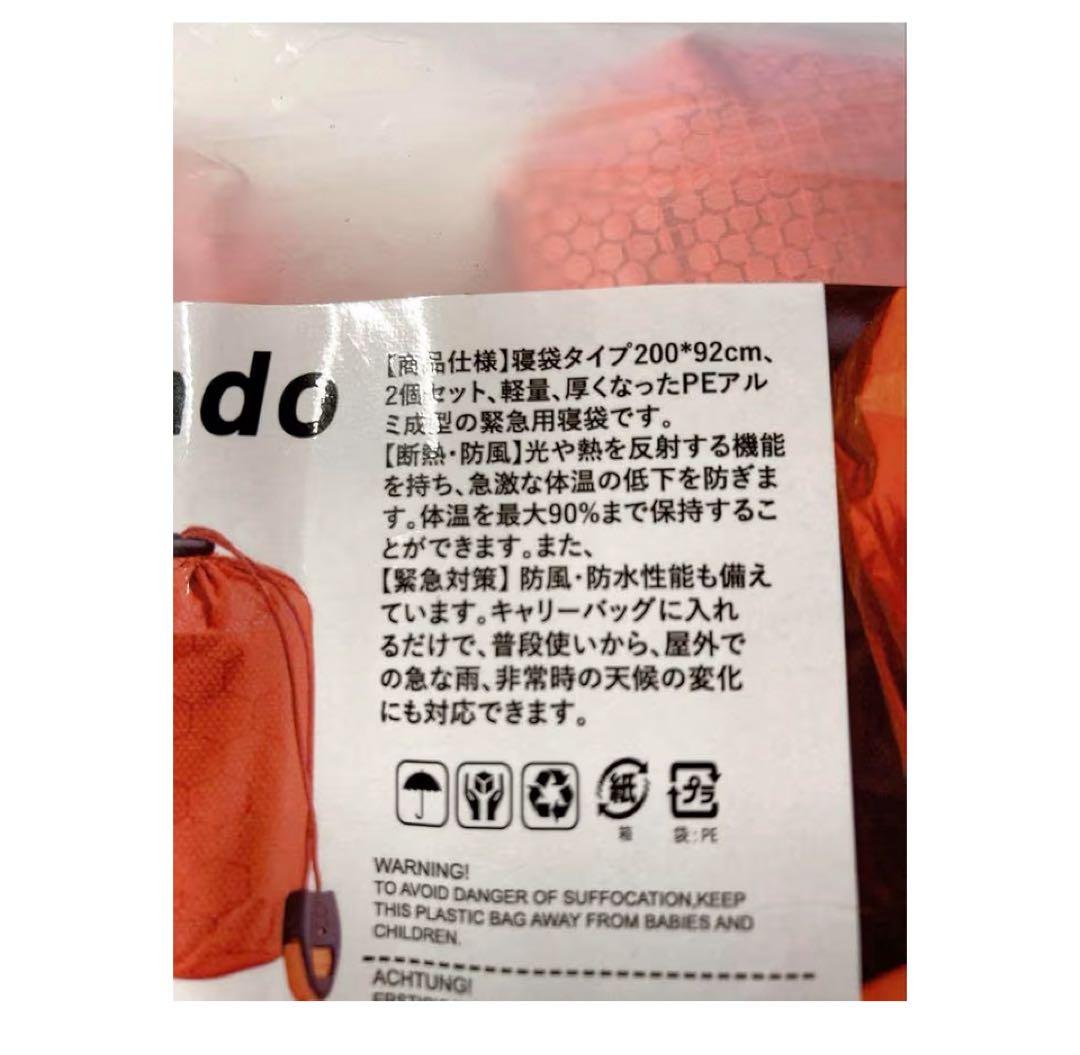 ndo
【商品仕様】寝袋タイプ200*92cm、
2個セット、軽量、厚くなったPEアル
ミ成型の緊急用寝袋です。
【断熱・防風】光や熱を反射する機能
を持ち、急激な体温の低下を防ぎま
す。体温を最大90%まで保持するこ
とができます。また、
【緊急対策】防風・防水性能も備え
ています。キャリーバッグに入れ
るだけで、普段使いから、屋外で
の急な雨、非常時の天候の変化
にも対応できます。
紙 プラ
箱 袋:PE
WARNING!
TO AVOID DANGER OF SUFFOCATION,KEEP
THIS PLASTIC BAG AWAY FROM BABIES AND
CHILDREN.
ACHTUNG!